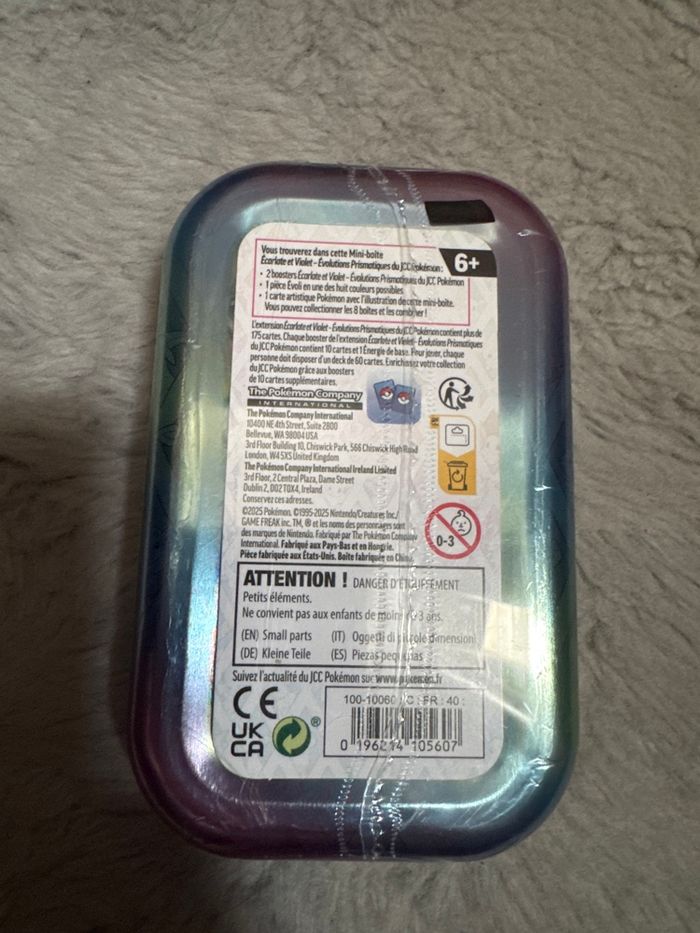 Vous trouverez dans cette Mini-boîte
Écarlate et Violet - Évolutions Prismatiques du JCC Pokémon :
• 2 boosters Écarlate et Violet - Évolutions Prismatiques du JCC Pokémon
• 1 pièce Évoli en une des huit couleurs possibles
• 1 carte artistique Pokémon avec l'illustration de cette mini-boîte.
Vous pouvez collectionner les 8 boîtes et les combiner !
6+
L'extension Écarlate et Violet - Évolutions Prismatiques du JCC Pokémon contient plus de
175 cartes. Chaque booster de l'extension Écarlate et Violet - Évolutions Prismatiques
du JCC Pokémon contient 10 cartes et 1 Énergie de base. Pour jouer, chaque
personne doit disposer d'un deck de 60 cartes. Enrichissez votre collection
du JCC Pokémon grâce aux boosters
de 10 cartes supplémentaires.
The Pokémon Company
INTERNATIONAL
The Pokémon Company International
10400 NE 4th Street, Suite 2800
Bellevue, WA 98004 USA
3rd Floor Building 10, Chiswick Park, 566 Chiswick High Road
London, W4 5XS United Kingdom
The Pokémon Company International Ireland Limited
3rd Floor, 2 Central Plaza, Dame Street
Dublin 2, D02 T0X4, Ireland
Conservez ces adresses.
©2025 Pokémon. ©1995-2025 Nintendo/Creatures Inc./
GAME FREAK inc. TM, ® et les noms des personnages sont
des marques de Nintendo. Fabriqué par The Pokémon Company
International. Fabriqué aux Pays-Bas et en Hongrie.
Pièce fabriquée aux États-Unis. Boîte fabriquée en Chine.
0-3
ATTENTION ! DANGER D'ÉTOUFFEMENT
Petits éléments.
Ne convient pas aux enfants de moins de 3 ans.
(EN) Small parts (IT) Oggetti di piccole dimensioni
(DE) Kleine Teile (ES) Piezas pequeñas
Suivez l'actualité du JCC Pokémon sur www.pokemon.fr
CE
UK
CA
®
FR : 40 :
0 196214 105607